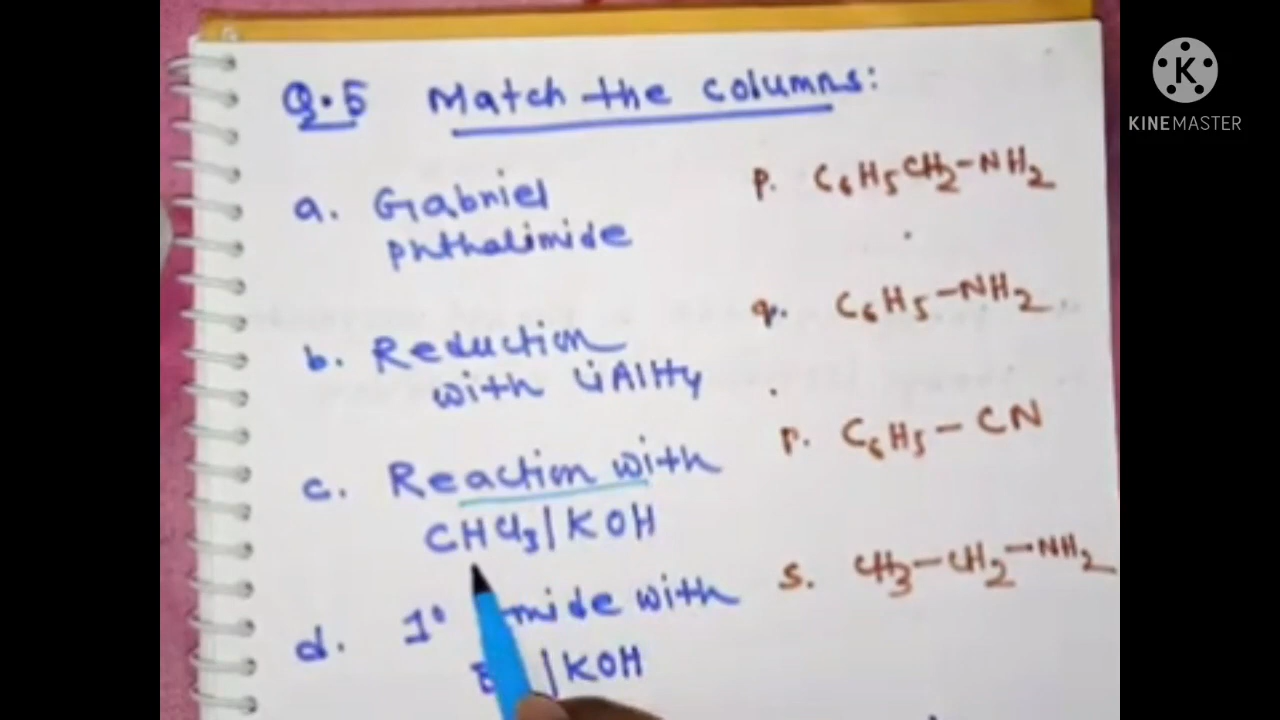 Q.5 Match the columns:
a. Gabriel
phthalimide
b. Reduction
with LiAlH4
c. Reaction with
CHCl3/KOH
d. 1° mide with
/KOH
p. C6H5CH2-NH2
q. C6H5-NH2
r. C6H5-CN
s. CH3-CH2-NH2
K
KINEMASTER